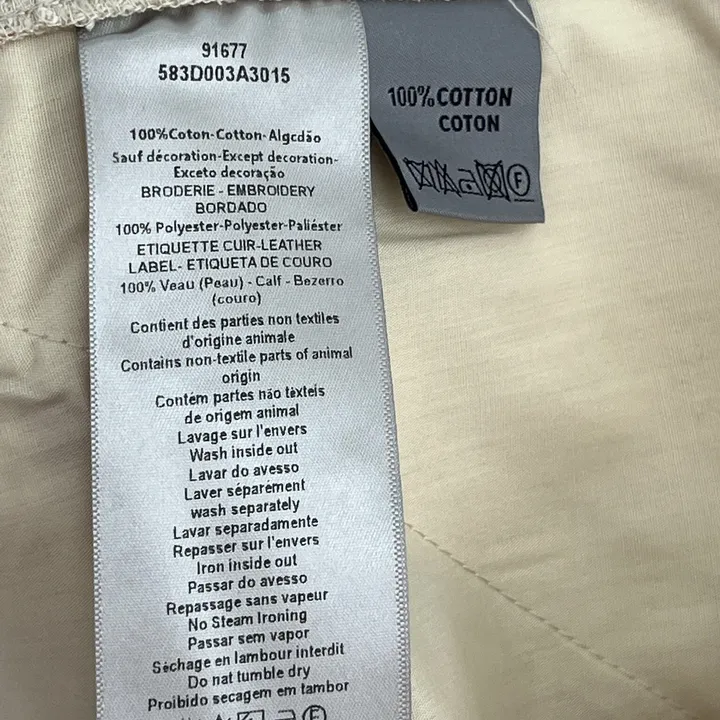 91677
583D003A3015
100%Coton-Cotton-Algcdão
Sauf décoration-Except decoration-
Exceto decoração
BRODERIE - EMBROIDERY
BORDADO
100% Polyester-Polyester-Paliéster
ETIQUETTE CUIR-LEATHER
LABEL- ETIQUETA DE COURO
100% Veau (Peau) - Calf - Bezerro
(couro)
Contient des parties non textiles
d'origine animale
Contains non-textile parts of animal
origin
Contém partes não tèxteis
de origem animal
Lavage sur l'envers
Wash inside out
Lavar do avesso
Laver séparément
wash separately
Lavar separadamente
Repasser sur l'envers
Iron inside out
Passar do avesso
Repassage sans vapeur
No Steam Ironing
Passar sem vapor
Séchage en lambour interdit
Do not tumble dry
Proibido secagem em tambor
F
100%COTTON
COTON
F